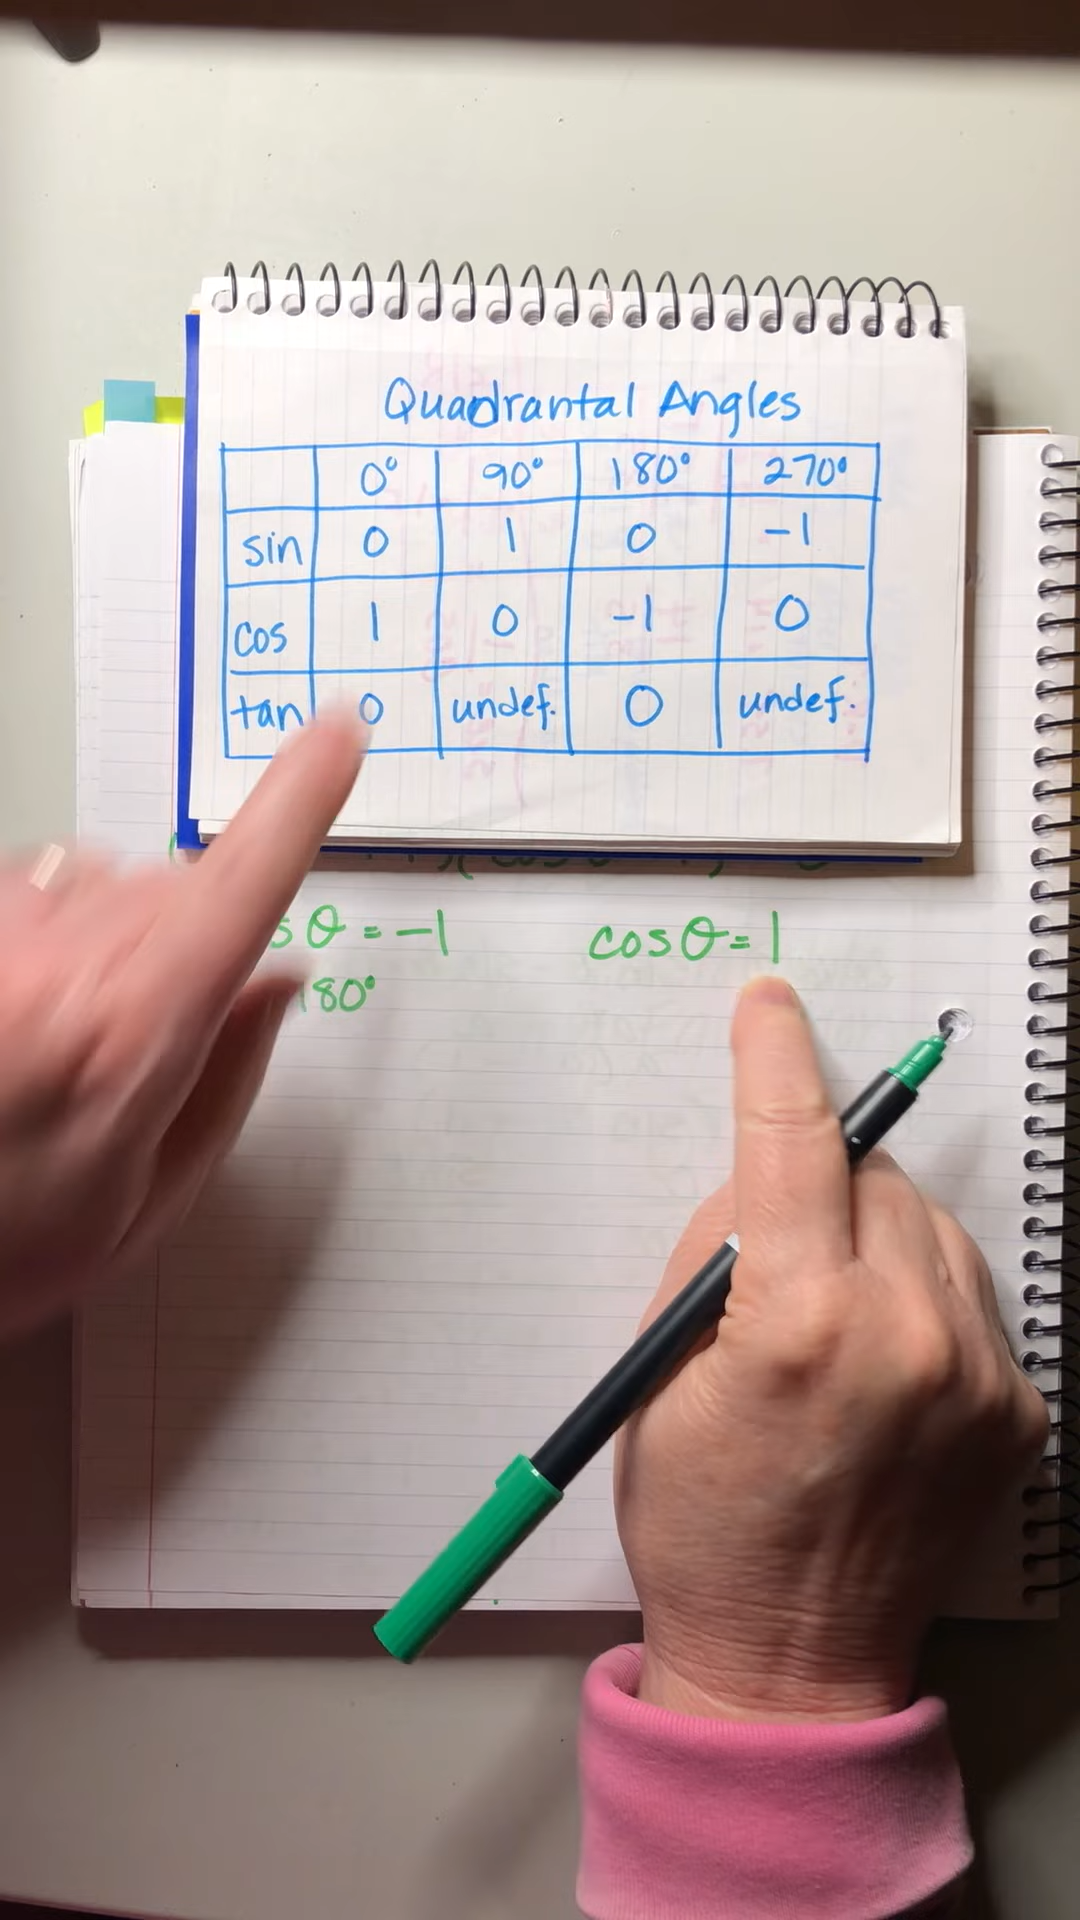 Quadrantal Angles
0° 90° 180° 270°
sin 0 1 0 -1
cos 1 0 -1 0
tan 0 undef. 0 undef.
s θ = -1 cos θ = 1
180°